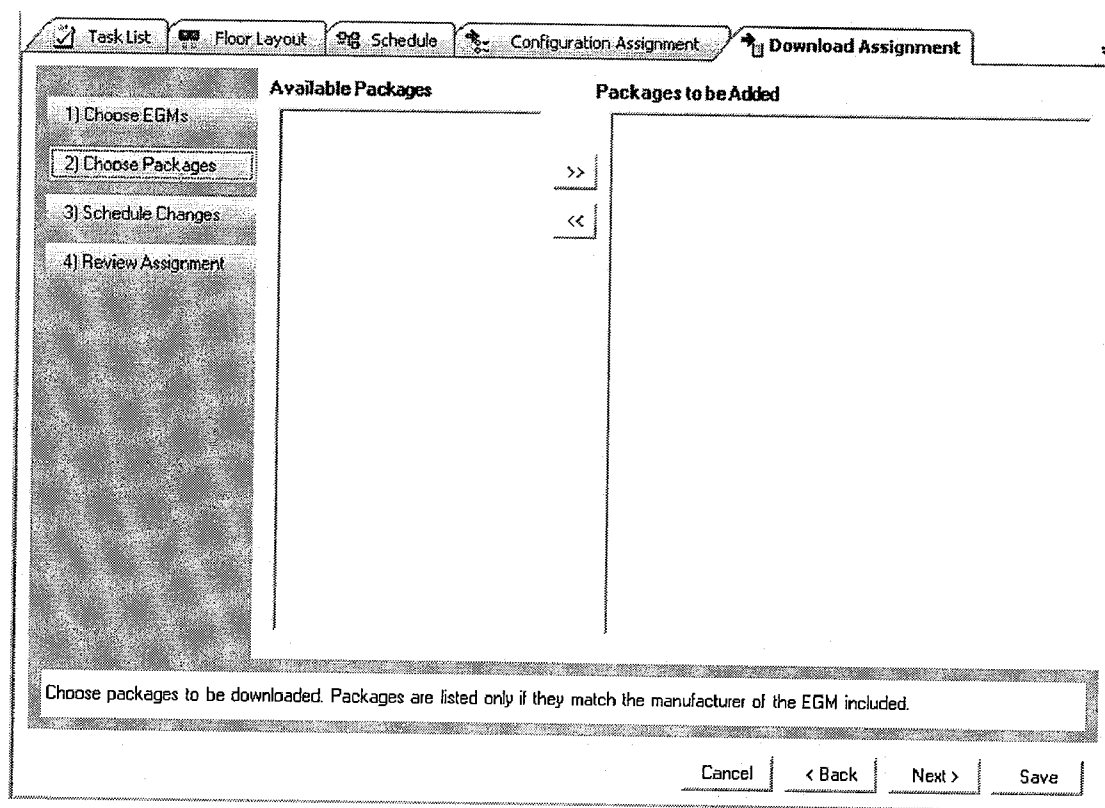 Task List Floor Layout Schedule Configuration Assignment Download Assignment
Available Packages Packages to be Added
1) Choose EGMs
2) Choose Packages
>>
3) Schedule Changes
<<
4) Review Assignment
Choose packages to be downloaded. Packages are listed only if they match the manufacturer of the EGM included.
Cancel < Back Next > Save